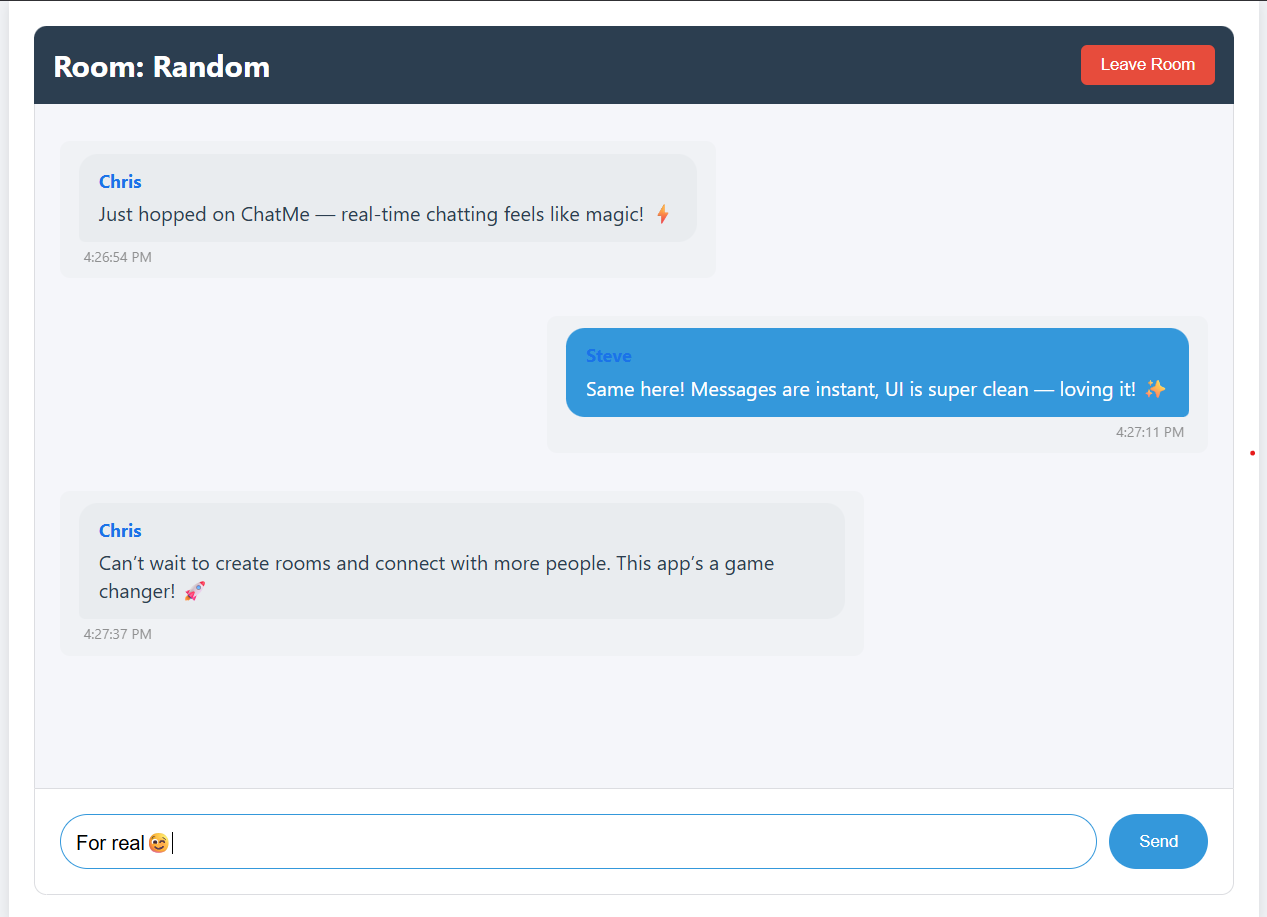 Room: Random
Leave Room
Chris
Just hopped on ChatMe — real-time chatting feels like magic! ⚡
4:26:54 PM
Steve
Same here! Messages are instant, UI is super clean — loving it! ✨
4:27:11 PM
Chris
Can’t wait to create rooms and connect with more people. This app’s a game
changer! 🚀
4:27:37 PM
For real😉
Send